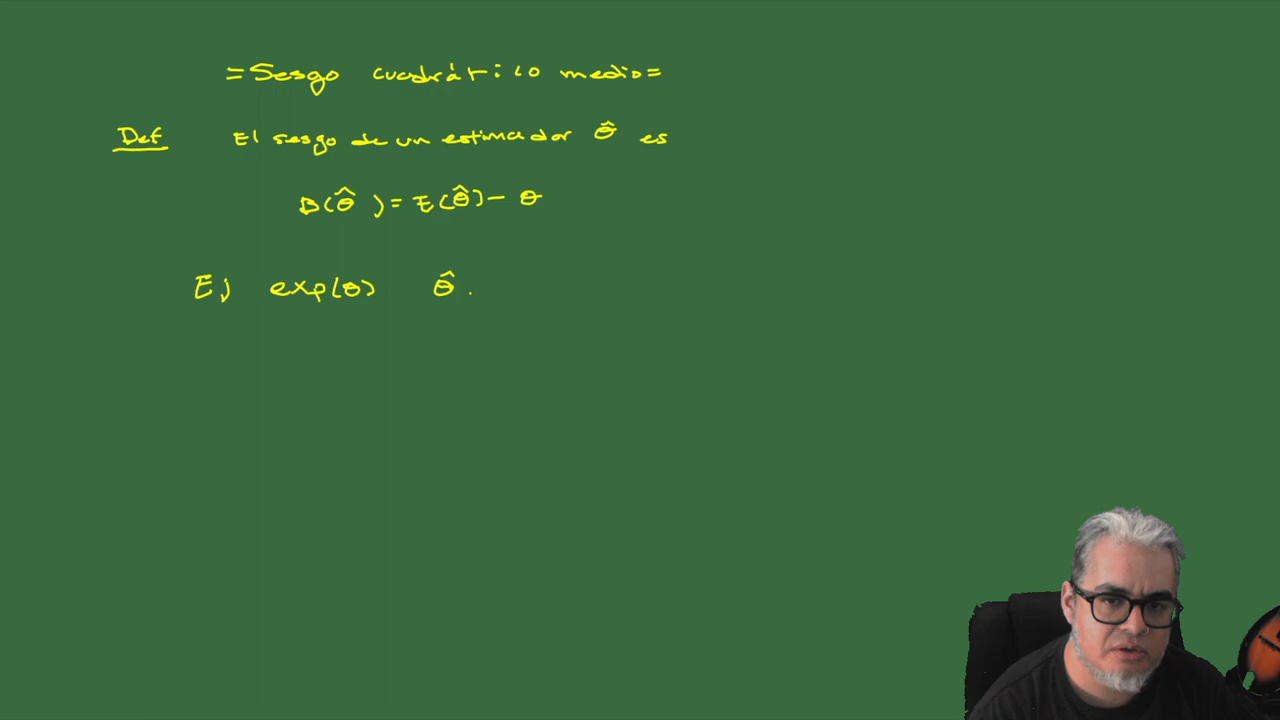 =Sesgo cuadrático medio=
Def El sesgo de un estimador θ̂ es
B(θ̂) = E(θ̂) - θ
Ej exp(θ) θ̂.